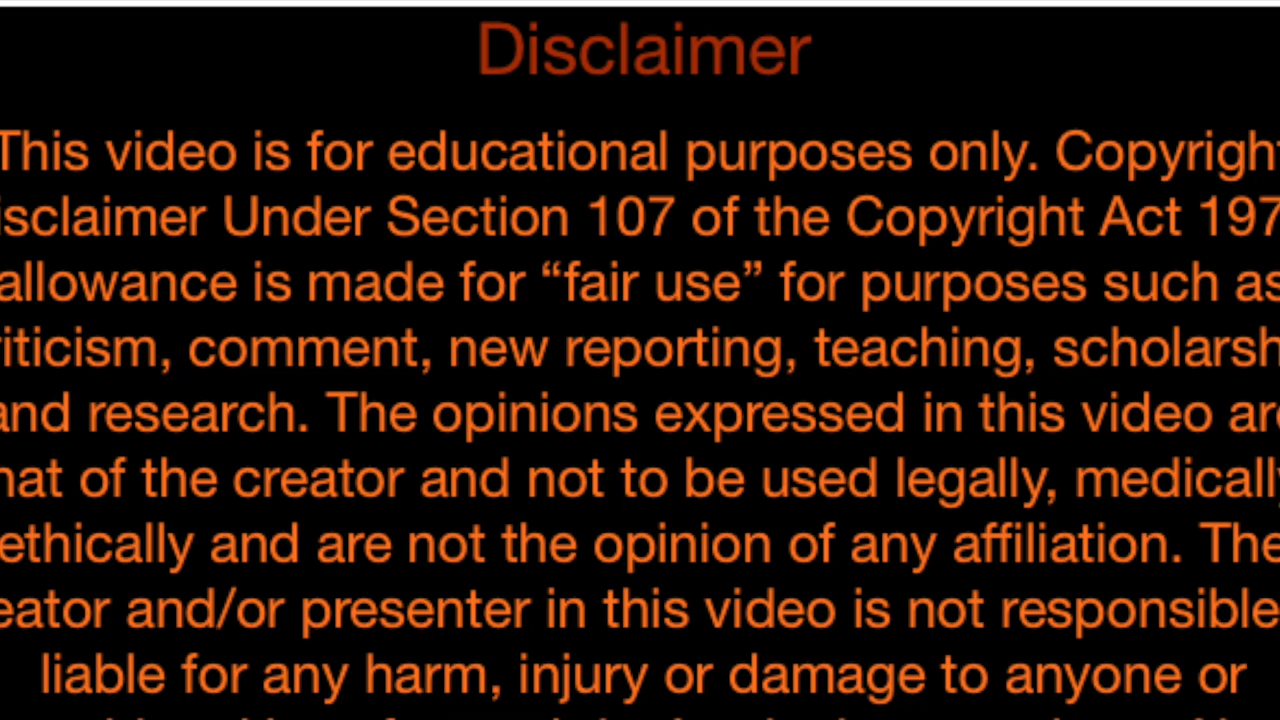 Disclaimer
This video is for educational purposes only. Copyright
isclaimer Under Section 107 of the Copyright Act 197
allowance is made for “fair use” for purposes such as
riticism, comment, new reporting, teaching, scholarsh
and research. The opinions expressed in this video are
hat of the creator and not to be used legally, medically
ethically and are not the opinion of any affiliation. The
eator and/or presenter in this video is not responsible
liable for any harm, injury or damage to anyone or